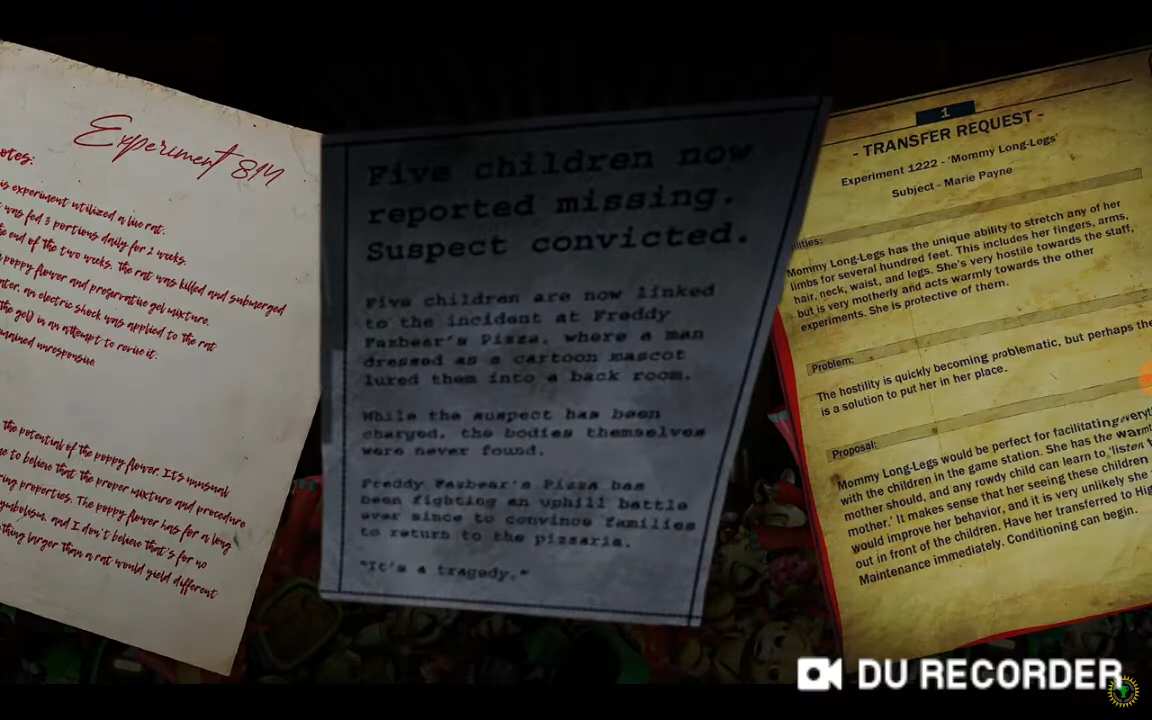 Experiment 8M
otes:
is experiment utilized a live rat.
was fed 3 portions daily for 2 weeks.
he end of the two weeks, the rat was killed and submerged
poppy flower and preservative gel mixture.
ater, an electric shock was applied to the rat
the gel) in an attempt to revive it.
mained unresponsive
the potential of the poppy flower. It's unusual
e to believe that the proper mixture and procedure
ring properties. The poppy flower has for a long
ymbolism, and I don't believe that's for no
thing larger than a rat would yield different
Five children now
reported missing.
Suspect convicted.
Five children are now linked
to the incident at Freddy
Fazbear's Pizza, where a man
dressed as a cartoon mascot
lured them into a back room.
While the suspect has been
charged, the bodies themselves
were never found.
Freddy Fazbear's Pizza has
been fighting an uphill battle
ever since to convince families
to return to the pizzaria.
"It's a tragedy."
1
- TRANSFER REQUEST -
Experiment 1222 - 'Mommy Long-Legs'
Subject - Marie Payne
ilities:
Mommy Long-Legs has the unique ability to stretch any of her
limbs for several hundred feet. This includes her fingers, arms,
hair, neck, waist, and legs. She's very hostile towards the staff,
but is very motherly and acts warmly towards the other
experiments. She is protective of them.
Problem:
The hostility is quickly becoming problematic, but perhaps the
is a solution to put her in her place.
Proposal:
Mommy Long-Legs would be perfect for facilitating everyt
with the children in the game station. She has the warmt
mother should, and any rowdy child can learn to 'listen t
mother.' It makes sense that her seeing these children
would improve her behavior, and it is very unlikely she
out in front of the children. Have her transferred to Hig
Maintenance immediately. Conditioning can begin.
DU RECORDER